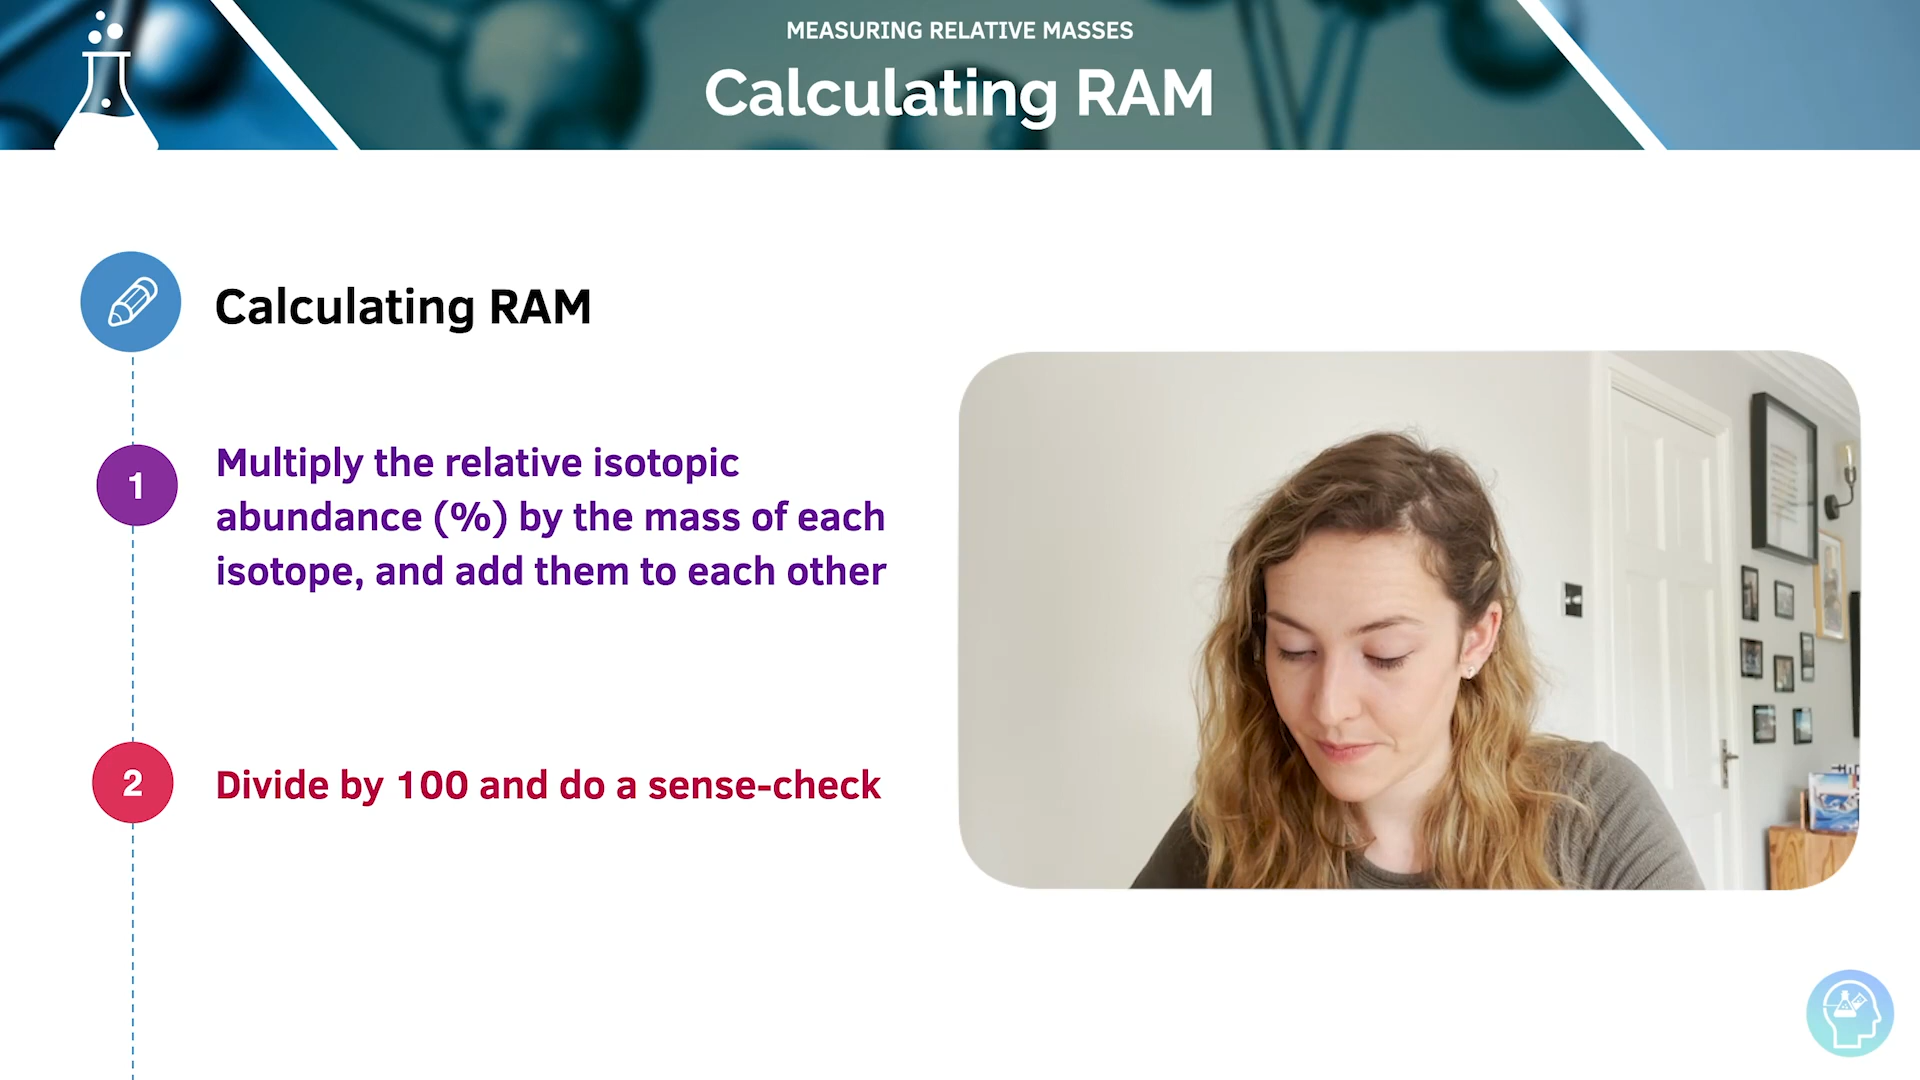 MEASURING RELATIVE MASSES
Calculating RAM
Calculating RAM
1
Multiply the relative isotopic
abundance (%) by the mass of each
isotope, and add them to each other
2
Divide by 100 and do a sense-check